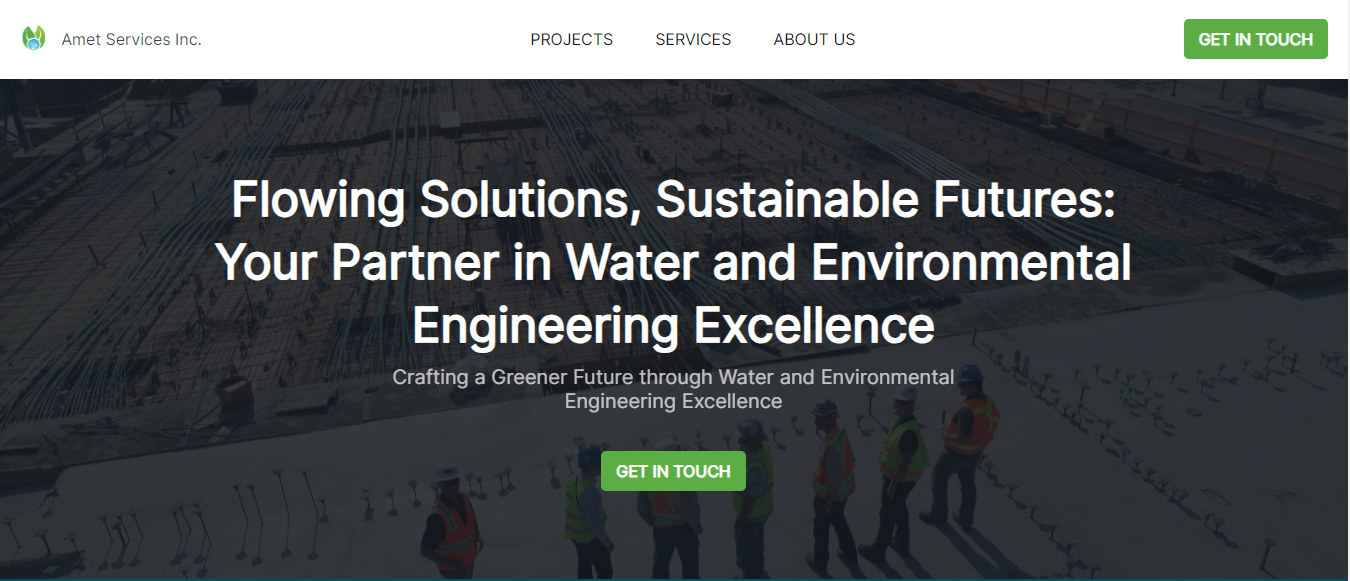 Amet Services Inc.
PROJECTS SERVICES ABOUT US
GET IN TOUCH
Flowing Solutions, Sustainable Futures:
Your Partner in Water and Environmental
Engineering Excellence
Crafting a Greener Future through Water and Environmental
Engineering Excellence
GET IN TOUCH